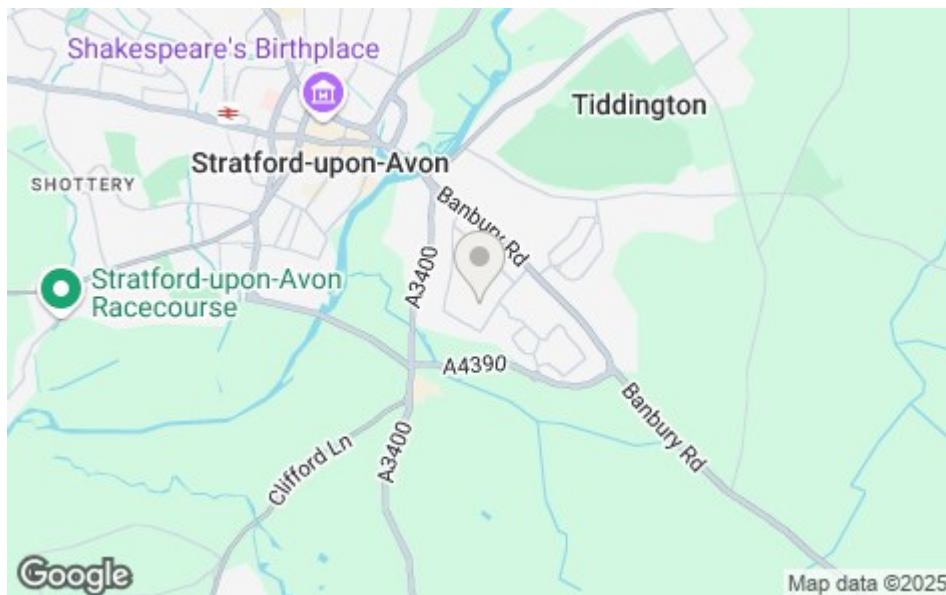 Shakespeare's Birthplace
Tiddington
Stratford-upon-Avon
SHOTTERY
Banbury Rd
A3400
Stratford-upon-Avon
Racecourse
A4390
Banbury Rd
Clifford Ln
A3400
Google
Map data ©2025